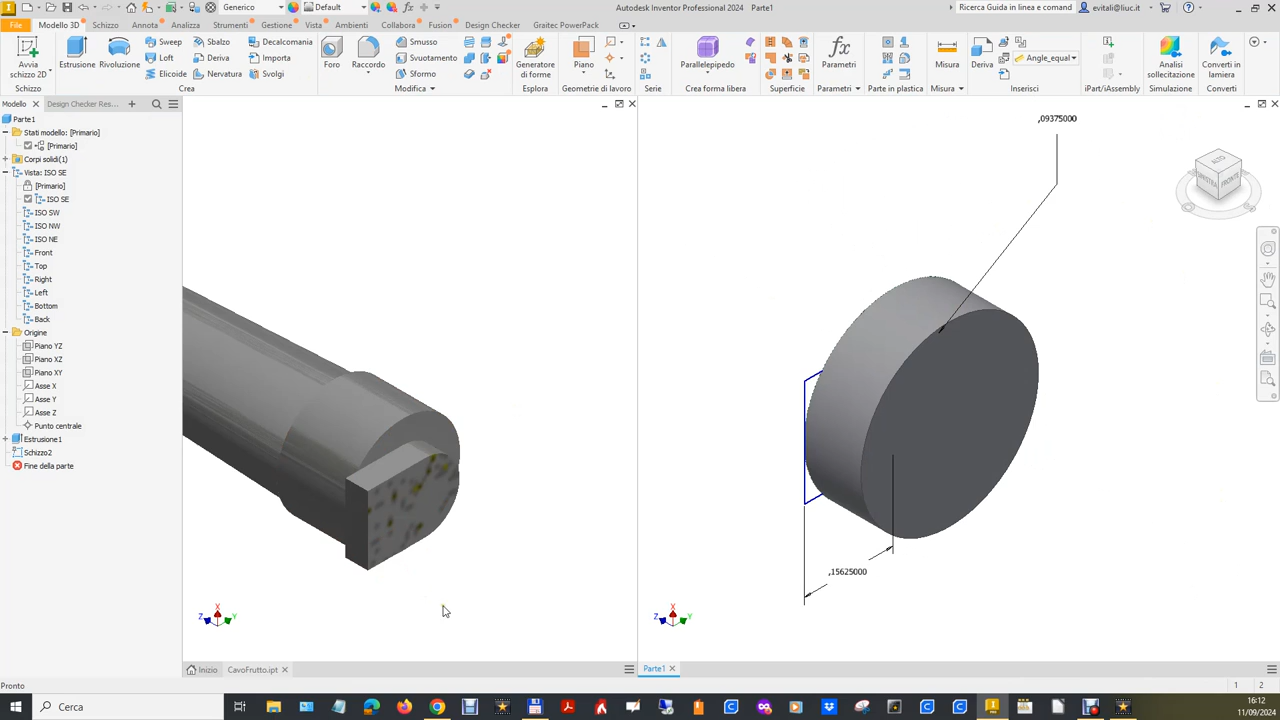 Generico
Default
Autodesk Inventor Professional 2024 Parte1
Ricerca Guida in linea e comand
evitali@liuc.it
File
Modello 3D
Schizzo
Annota
Analizza
Strumenti
Gestione
Vista
Ambienti
Collabora
Fusion
Design Checker
Graitec PowerPack
Avvia schizzo 2D
Estrusione
Rivoluzione
Sweep
Loft
Elicoide
Sbalzo
Deriva
Nervatura
Decalcomania
Importa
Svolgi
Foro
Raccordo
Smusso
Svuotamento
Sformo
Generatore di forme
Piano
Parallelepipedo
Parametri
Misura
Deriva
Angle_equal
Analisi sollecitazione
Converti in lamiera
Schizzo
Crea
Modifica
Esplora
Geometrie di lavoro
Serie
Crea forma libera
Superficie
Parametri
Parte in plastica
Misura
Inserisci
iPart/iAssembly
Simulazione
Converti
Modello
Design Checker Res...
Parte1
Stati modello: [Primario]
[Primario]
Corpi solidi(1)
Vista: ISO SE
[Primario]
ISO SE
ISO SW
ISO NW
ISO NE
Front
Top
Right
Left
Bottom
Back
Origine
Piano YZ
Piano XZ
Piano XY
Asse X
Asse Y
Asse Z
Punto centrale
Estrusione1
Schizzo2
Fine della parte
,09375000
ALTO
SINISTRA
FRONTE
,15625000
X
Z
Y
X
Z
Y
Inizio
CavoFrutto.ipt
Parte1
Pronto
1
2
Cerca
16:12
11/09/2024